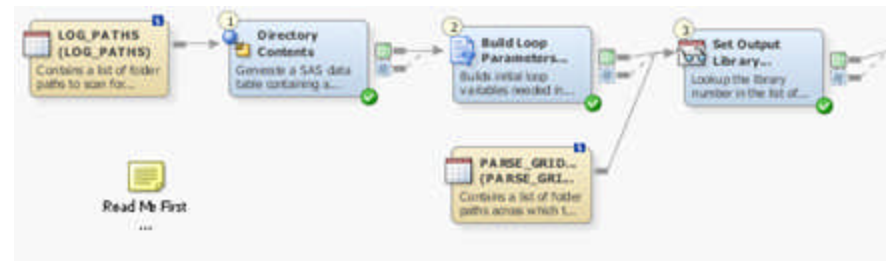 LOG_PATHS
(LOG_PATHS)
Contains a list of folder
paths to scan for...
1
Directory
Contents
Generate a SAS data
table containing a...
2
Build Loop
Parameters...
Builds initial loop
variables needed in...
3
Set Output
Library...
Lookup the library
number in the list of...
PARSE_GRID...
(PARSE_GRI...
Contains a list of folder
paths across which t...
Read Me First
...